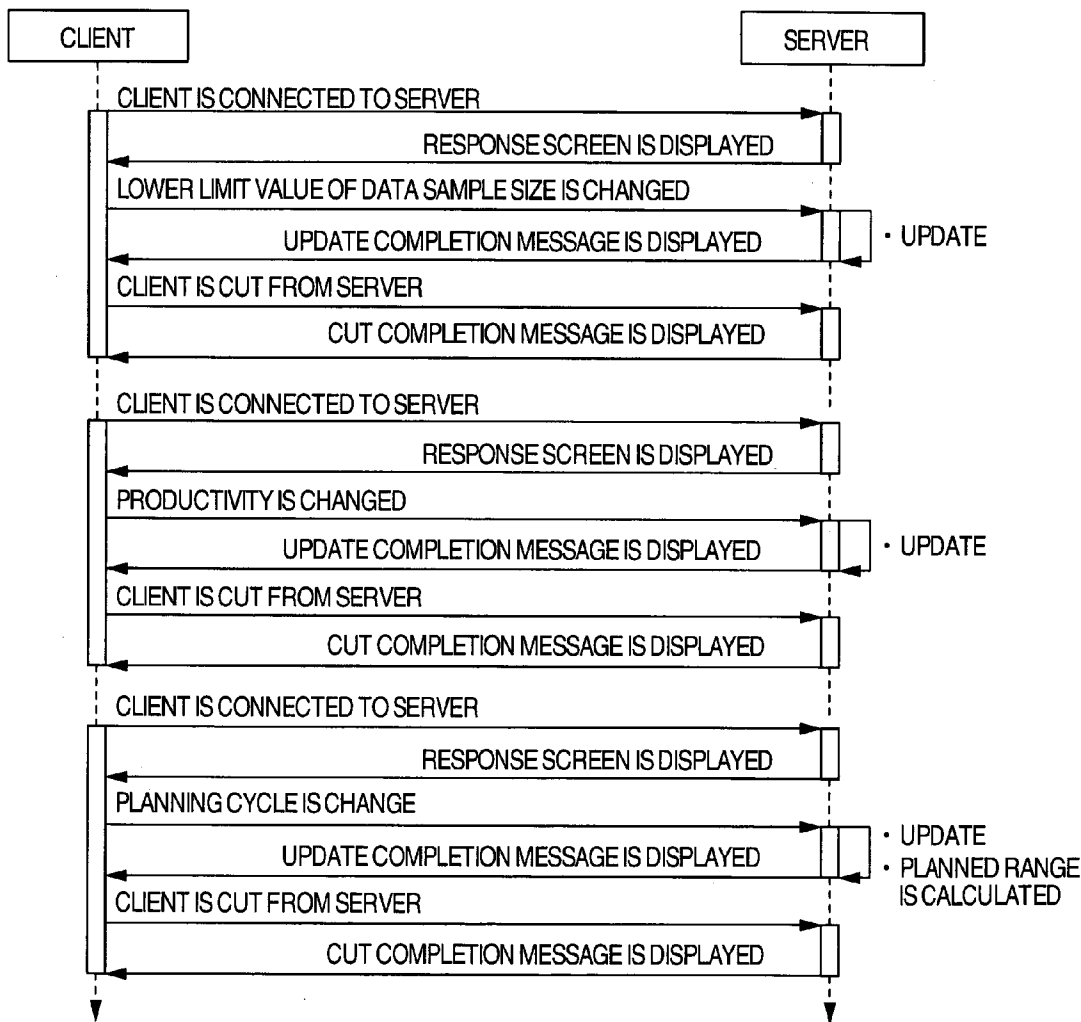 CLIENT
SERVER
CLIENT IS CONNECTED TO SERVER
RESPONSE SCREEN IS DISPLAYED
LOWER LIMIT VALUE OF DATA SAMPLE SIZE IS CHANGED
UPDATE COMPLETION MESSAGE IS DISPLAYED
・ UPDATE
CLIENT IS CUT FROM SERVER
CUT COMPLETION MESSAGE IS DISPLAYED
CLIENT IS CONNECTED TO SERVER
RESPONSE SCREEN IS DISPLAYED
PRODUCTIVITY IS CHANGED
UPDATE COMPLETION MESSAGE IS DISPLAYED
・ UPDATE
CLIENT IS CUT FROM SERVER
CUT COMPLETION MESSAGE IS DISPLAYED
CLIENT IS CONNECTED TO SERVER
RESPONSE SCREEN IS DISPLAYED
PLANNING CYCLE IS CHANGE
UPDATE COMPLETION MESSAGE IS DISPLAYED
・ UPDATE
・ PLANNED RANGE
IS CALCULATED
CLIENT IS CUT FROM SERVER
CUT COMPLETION MESSAGE IS DISPLAYED